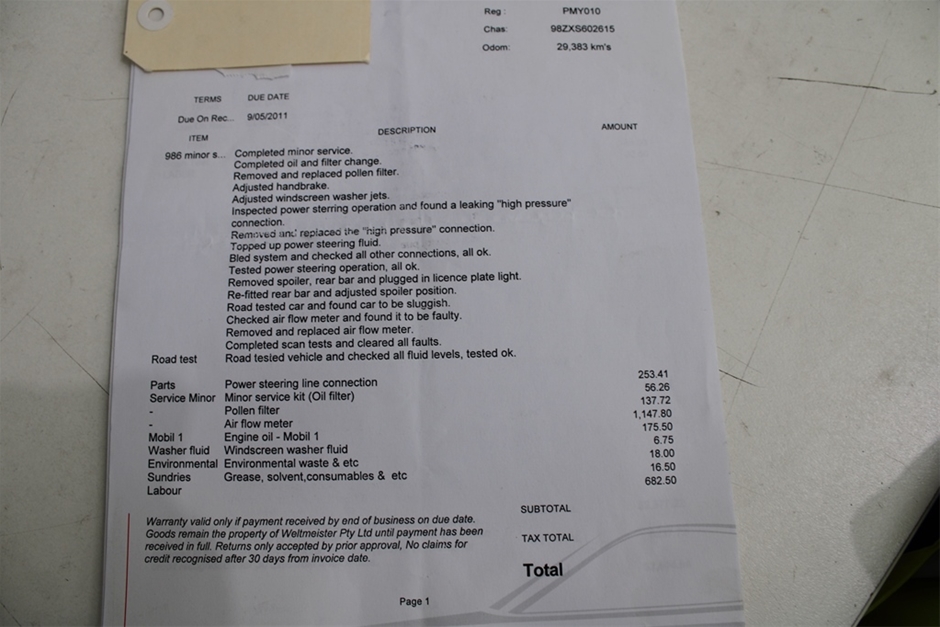 Reg : PMY010
Chas: 98ZXS602615
Odom: 29,383 km's
TERMS DUE DATE
Due On Rec... 9/05/2011
ITEM DESCRIPTION AMOUNT
986 minor s... Completed minor service.
Completed oil and filter change.
Removed and replaced pollen filter.
Adjusted handbrake.
Adjusted windscreen washer jets.
Inspected power sterring operation and found a leaking "high pressure"
connection.
Removed and replaced the "high pressure" connection.
Topped up power steering fluid.
Bled system and checked all other connections, all ok.
Tested power steering operation, all ok.
Removed spoiler, rear bar and plugged in licence plate light.
Re-fitted rear bar and adjusted spoiler position.
Road tested car and found car to be sluggish.
Checked air flow meter and found it to be faulty.
Removed and replaced air flow meter.
Completed scan tests and cleared all faults.
Road test Road tested vehicle and checked all fluid levels, tested ok.
Parts Power steering line connection 253.41
Service Minor Minor service kit (Oil filter) 56.26
- Pollen filter 137.72
- Air flow meter 1,147.80
Mobil 1 Engine oil - Mobil 1 175.50
Washer fluid Windscreen washer fluid 6.75
Environmental Environmental waste & etc 18.00
Sundries Grease, solvent,consumables & etc 16.50
Labour 682.50
SUBTOTAL
Warranty valid only if payment received by end of business on due date.
Goods remain the property of Weltmeister Pty Ltd until payment has been
received in full. Returns only accepted by prior approval, No claims for
credit recognised after 30 days from invoice date.
TAX TOTAL
Total
Page 1